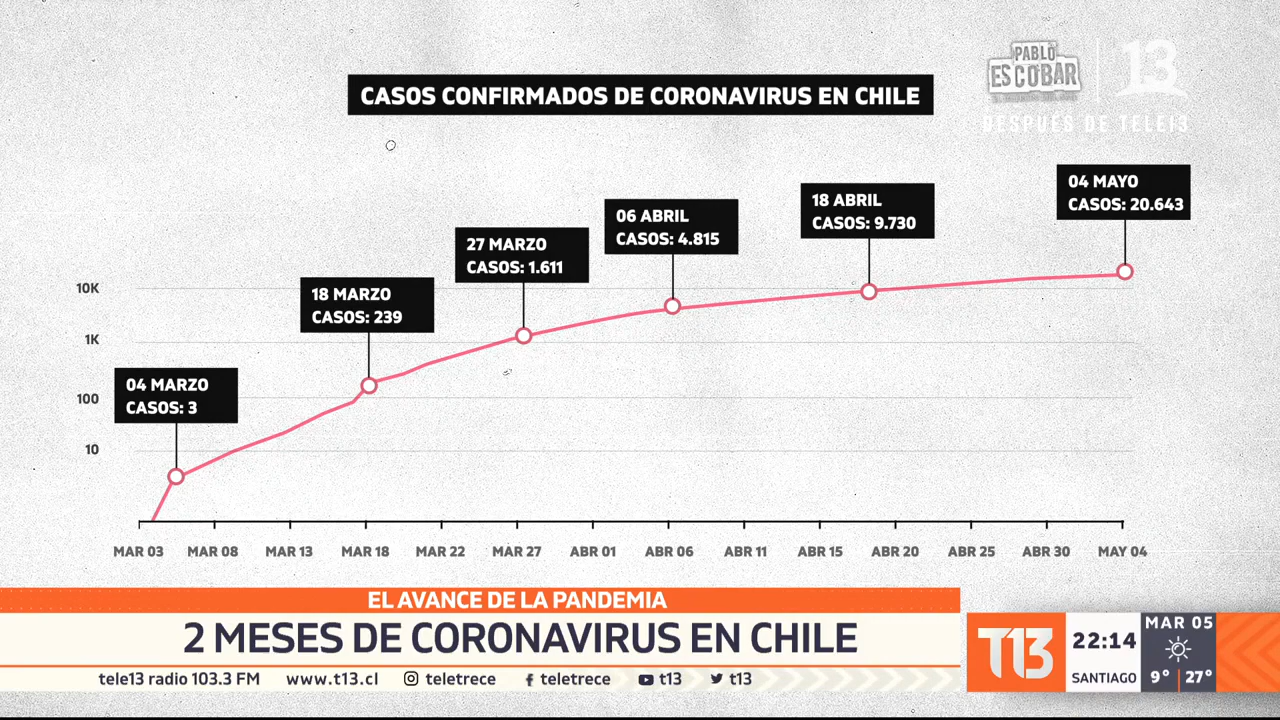 PABLO
ESCOBAR
13
DESPUÉS DE TELE13
CASOS CONFIRMADOS DE CORONAVIRUS EN CHILE
04 MARZO
CASOS: 3
18 MARZO
CASOS: 239
27 MARZO
CASOS: 1.611
06 ABRIL
CASOS: 4.815
18 ABRIL
CASOS: 9.730
04 MAYO
CASOS: 20.643
10K
1K
100
10
MAR 03 MAR 08 MAR 13 MAR 18 MAR 22 MAR 27 ABR 01 ABR 06 ABR 11 ABR 15 ABR 20 ABR 25 ABR 30 MAY 04
EL AVANCE DE LA PANDEMIA
2 MESES DE CORONAVIRUS EN CHILE
tele13 radio 103.3 FM www.t13.cl teletrece teletrece t13 t13
T13
22:14
SANTIAGO
MAR 05
9° 27°